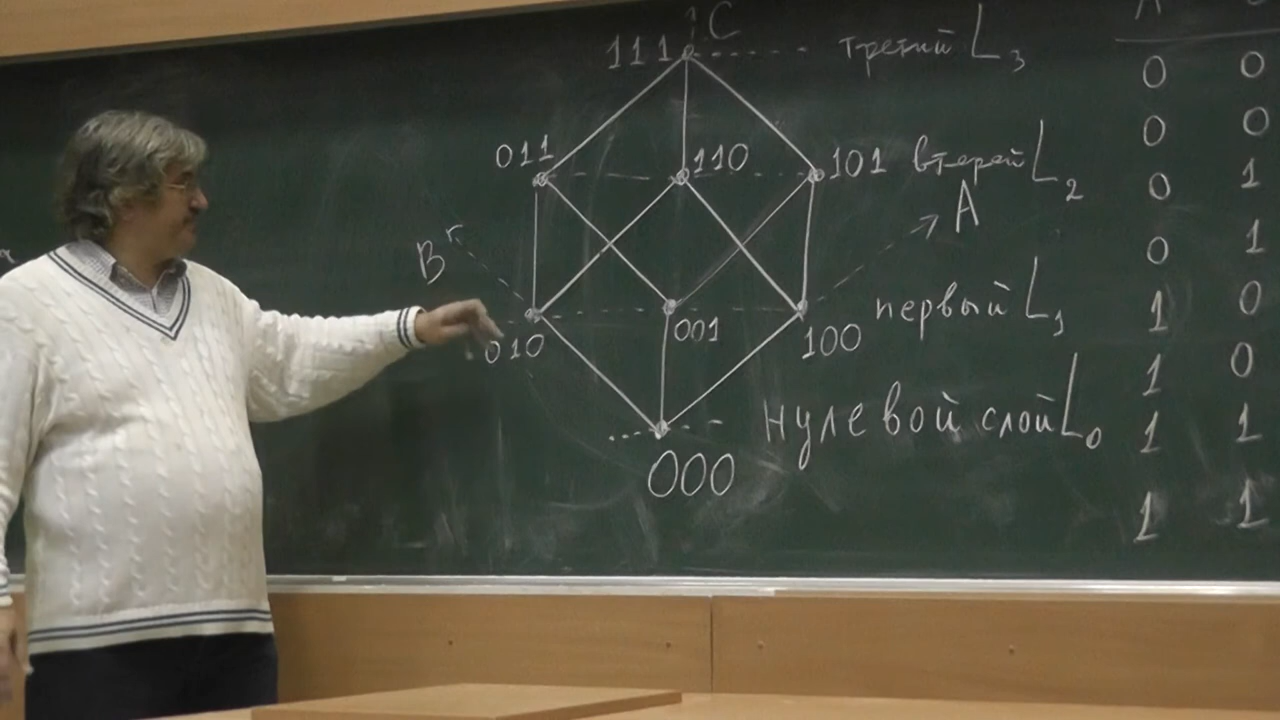 C
111 третий L3
011 110 101 второй L2
A
B
первый L1
010 001 100
нулевой слой L0
000
0 0
0 0
0 1
0 1
1 0
1 0
1 1
1 1